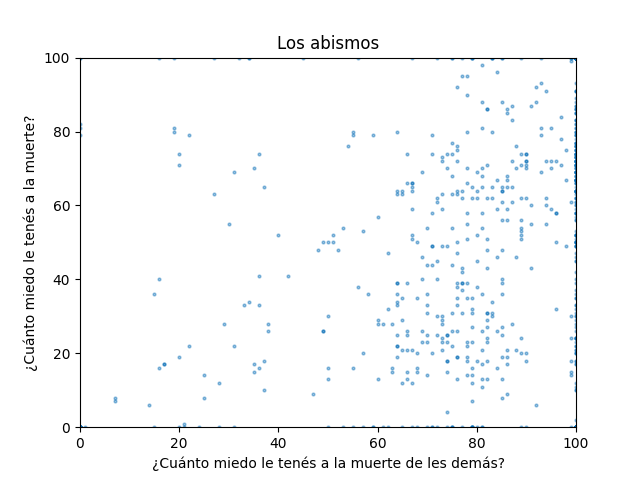 Los abismos
100
80
60
40
20
0
¿Cuánto miedo le tenés a la muerte?
0 20 40 60 80 100
¿Cuánto miedo le tenés a la muerte de les demás?